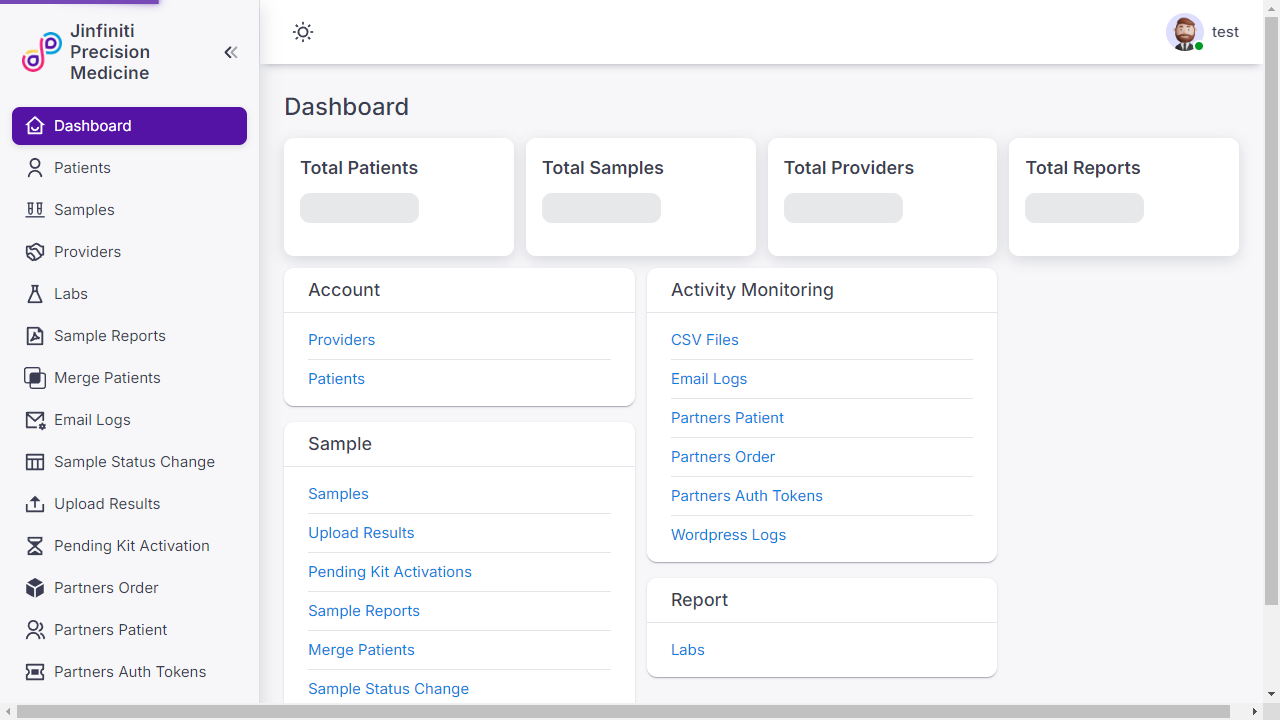 Jinfiniti
Precision
Medicine
Dashboard
Patients
Samples
Providers
Labs
Sample Reports
Merge Patients
Email Logs
Sample Status Change
Upload Results
Pending Kit Activation
Partners Order
Partners Patient
Partners Auth Tokens
test
Dashboard
Total Patients
Total Samples
Total Providers
Total Reports
Account
Providers
Patients
Sample
Samples
Upload Results
Pending Kit Activations
Sample Reports
Merge Patients
Sample Status Change
Activity Monitoring
CSV Files
Email Logs
Partners Patient
Partners Order
Partners Auth Tokens
Wordpress Logs
Report
Labs